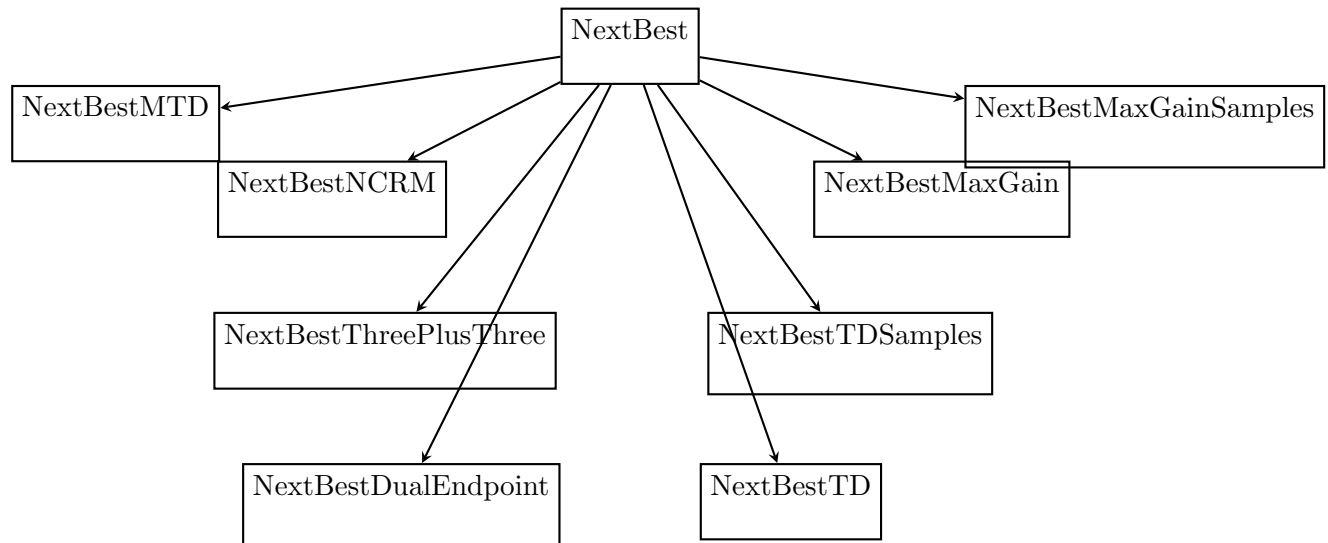 NextBest
NextBestMTD
NextBestMaxGainSamples
NextBestNCRM
NextBestMaxGain
NextBestThreePlusThree
NextBestTDSamples
NextBestDualEndpoint
NextBestTD